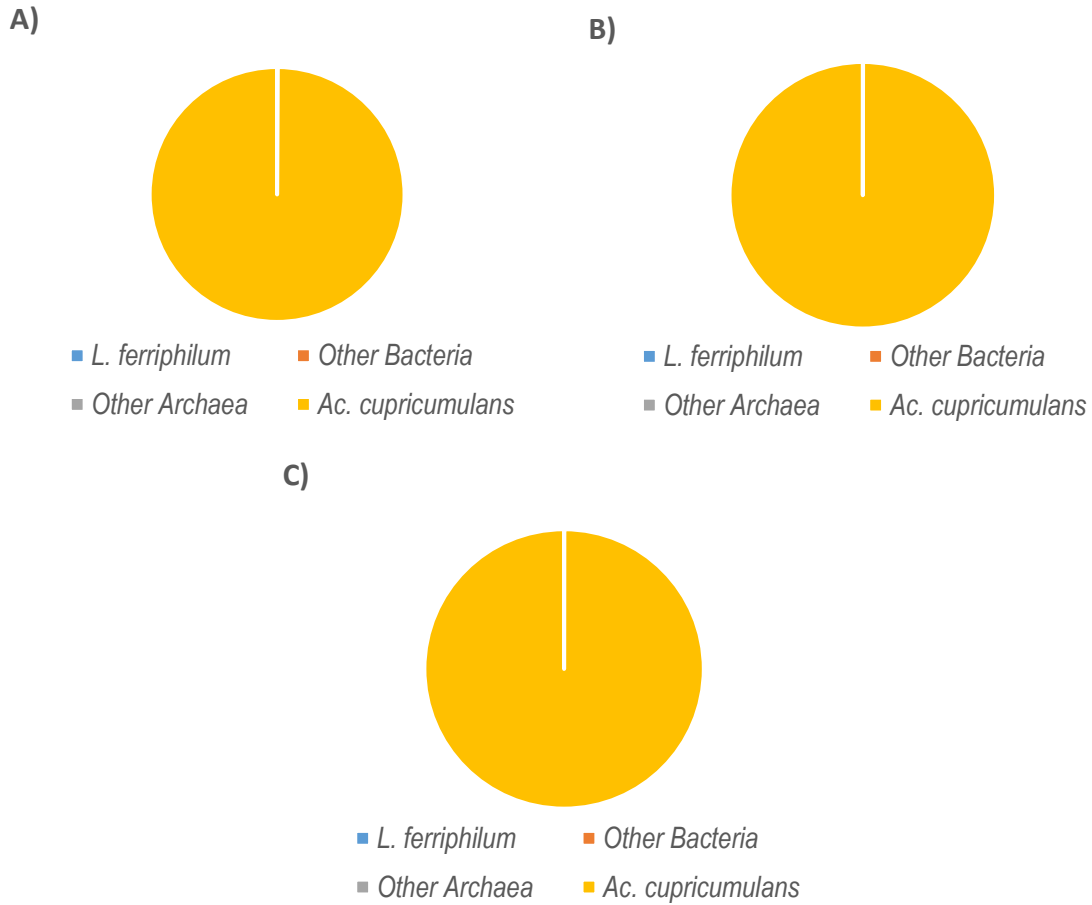 A)
L. ferriphilum Other Bacteria
Other Archaea Ac. cupricumulans
B)
L. ferriphilum Other Bacteria
Other Archaea Ac. cupricumulans
C)
L. ferriphilum Other Bacteria
Other Archaea Ac. cupricumulans